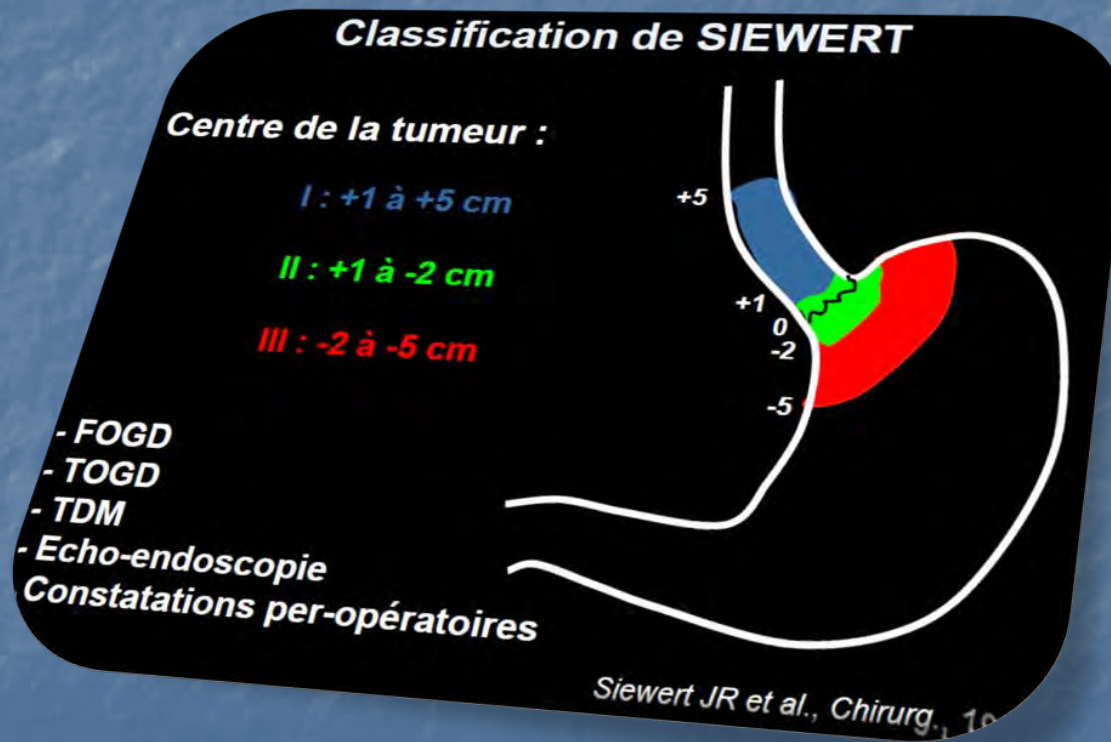 Classification de SIEWERT
Centre de la tumeur :
I : +1 à +5 cm
II : +1 à -2 cm
III : -2 à -5 cm
+5
+1
0
-2
-5
- FOGD
- TOGD
- TDM
- Echo-endoscopie
Constatations per-opératoires
Siewert JR et al., Chirurg.,